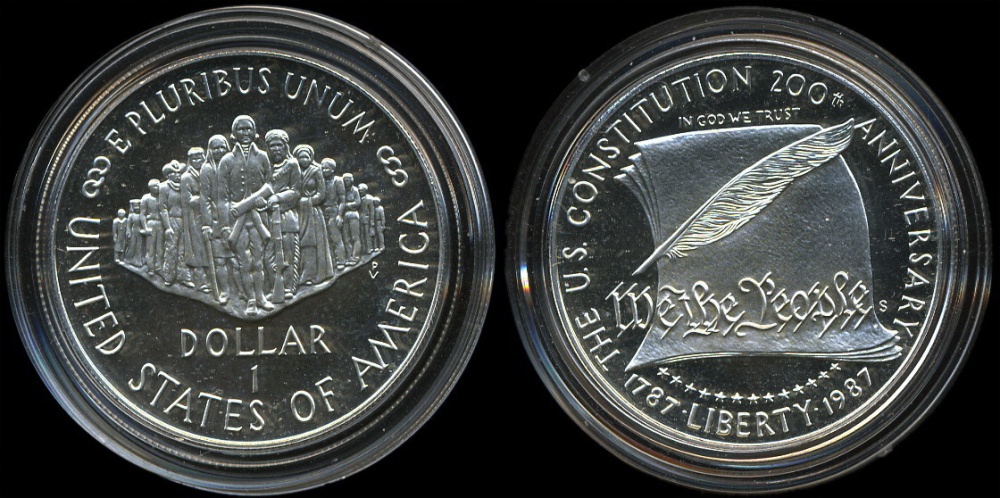 E PLURIBUS UNUM
DOLLAR
1
UNITED STATES OF AMERICA
PV
THE U.S. CONSTITUTION 200th ANNIVERSARY
IN GOD WE TRUST
We the People
S
1787 · LIBERTY · 1987